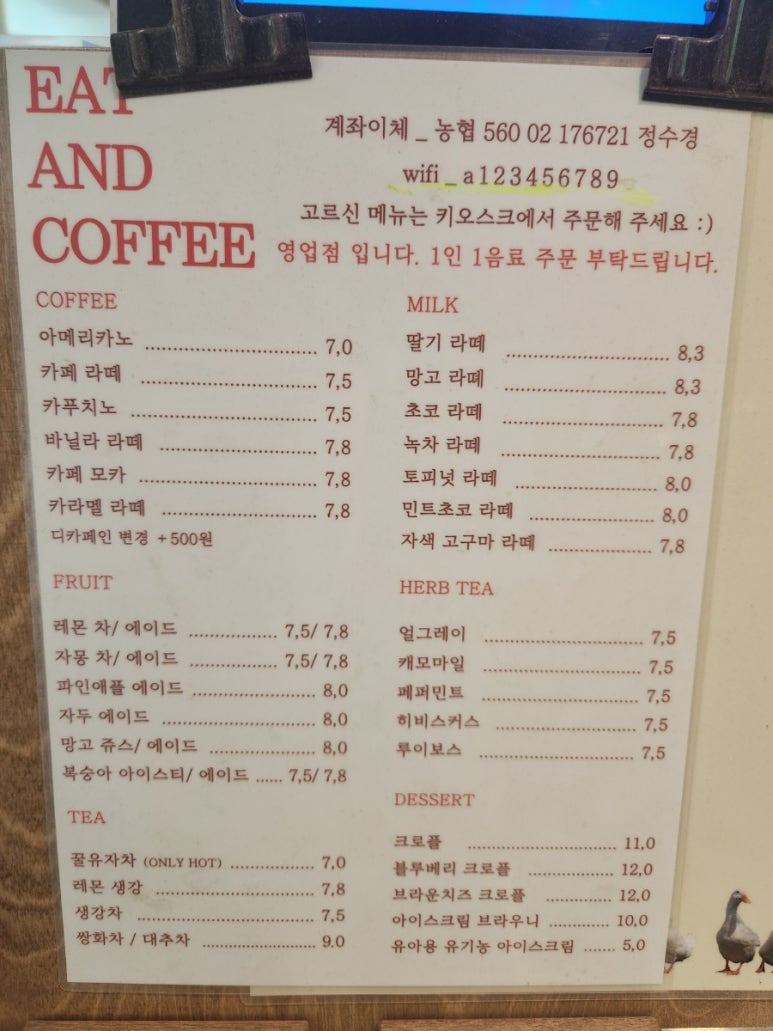 EAT
AND
COFFEE
계좌이체 _ 농협 560 02 176721 정수경
wifi _ a123456789
고르신 메뉴는 키오스크에서 주문해 주세요 :)
영업점 입니다. 1인 1음료 주문 부탁드립니다.
COFFEE
아메리카노 ........ 7,0
카페 라떼 ........ 7,5
카푸치노 ........ 7,5
바닐라 라떼 ........ 7,8
카페 모카 ........ 7,8
카라멜 라떼 ........ 7,8
디카페인 변경 +500원
FRUIT
레몬 차/ 에이드 ........ 7,5/ 7,8
자몽 차/ 에이드 ........ 7,5/ 7,8
파인애플 에이드 ........ 8,0
자두 에이드 ........ 8,0
망고 쥬스/ 에이드 ........ 8,0
복숭아 아이스티/ 에이드 ...... 7,5/ 7,8
TEA
꿀유자차 (ONLY HOT) ........ 7,0
레몬 생강 ........ 7,8
생강차 ........ 7,5
쌍화차 / 대추차 ........ 9.0
MILK
딸기 라떼 ........ 8,3
망고 라떼 ........ 8,3
초코 라떼 ........ 7,8
녹차 라떼 ........ 7,8
토피넛 라떼 ........ 8,0
민트초코 라떼 ........ 8,0
자색 고구마 라떼 ........ 7,8
HERB TEA
얼그레이 ........ 7,5
캐모마일 ........ 7,5
페퍼민트 ........ 7,5
히비스커스 ........ 7,5
루이보스 ........ 7,5
DESSERT
크로플 ........ 11,0
블루베리 크로플 ........ 12,0
브라운치즈 크로플 ........ 12,0
아이스크림 브라우니 ........ 10,0
유아용 유기농 아이스크림 ....... 5,0